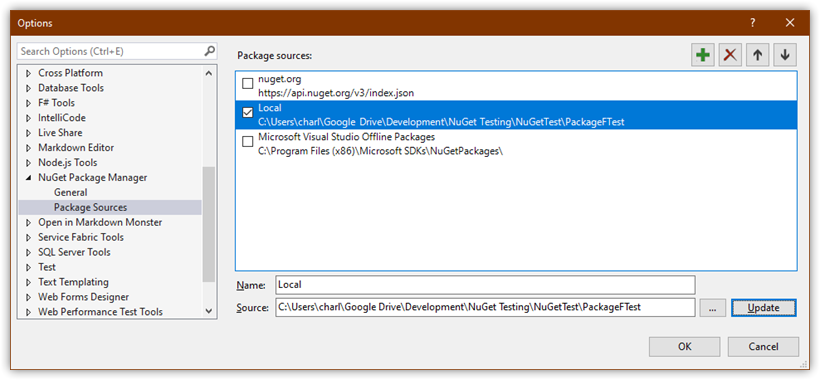 Options
Search Options (Ctrl+E)
Cross Platform
Database Tools
F# Tools
IntelliCode
Live Share
Markdown Editor
Node.js Tools
NuGet Package Manager
General
Package Sources
Open in Markdown Monster
Service Fabric Tools
SQL Server Tools
Test
Text Templating
Web Forms Designer
Web Performance Test Tools
Package sources:
nuget.org
https://api.nuget.org/v3/index.json
Local
C:\Users\charl\Google Drive\Development\NuGet Testing\NuGetTest\PackageFTest
Microsoft Visual Studio Offline Packages
C:\Program Files (x86)\Microsoft SDKs\NuGetPackages\
Name: Local
Source: C:\Users\charl\Google Drive\Development\NuGet Testing\NuGetTest\PackageFTest ... Update
OK Cancel